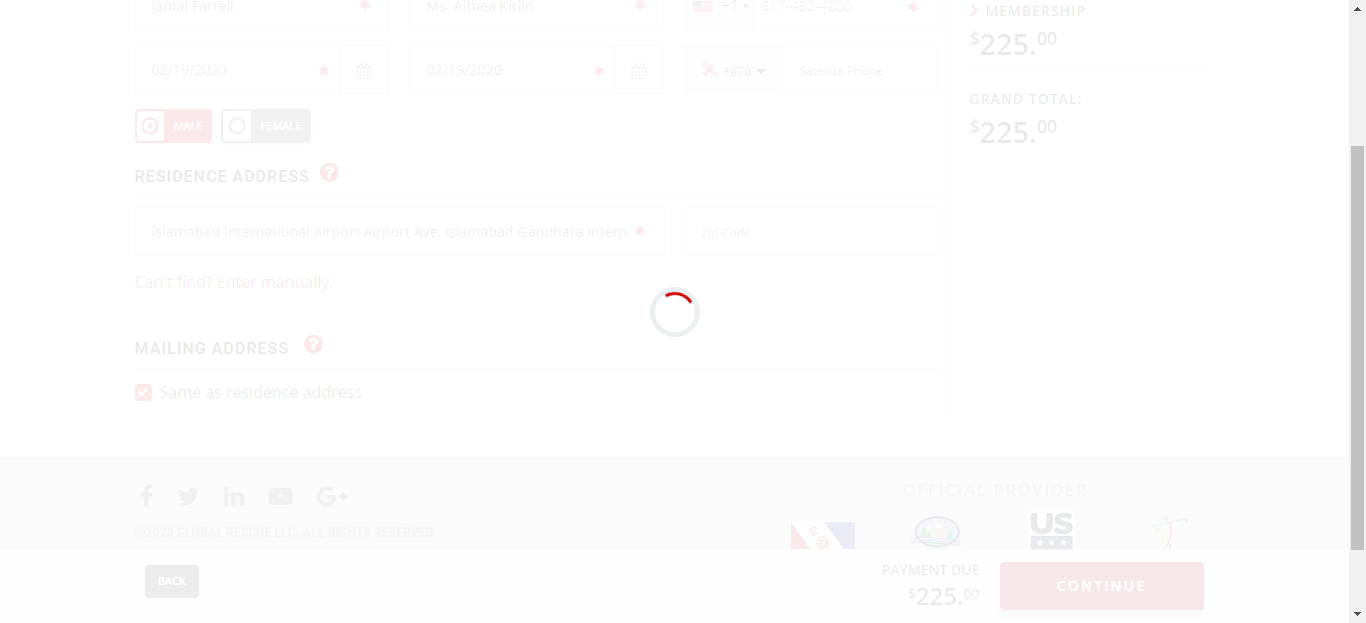 MEMBERSHIP
Jamal Farrell
Ms. Althea Kirlin
+1
617-452-4200
$225.00
02/19/2020
02/19/2020
+870
Satellite Phone
GRAND TOTAL:
$225.00
MALE
FEMALE
RESIDENCE ADDRESS
Islamabad International Airport Airport Ave, Islamabad Gandhara Intern
Zip Code
Can't find? Enter manually.
MAILING ADDRESS
Same as residence address
OFFICIAL PROVIDER
©2020 GLOBAL RESCUE LLC. ALL RIGHTS RESERVED
US
BACK
PAYMENT DUE
$225.00
CONTINUE